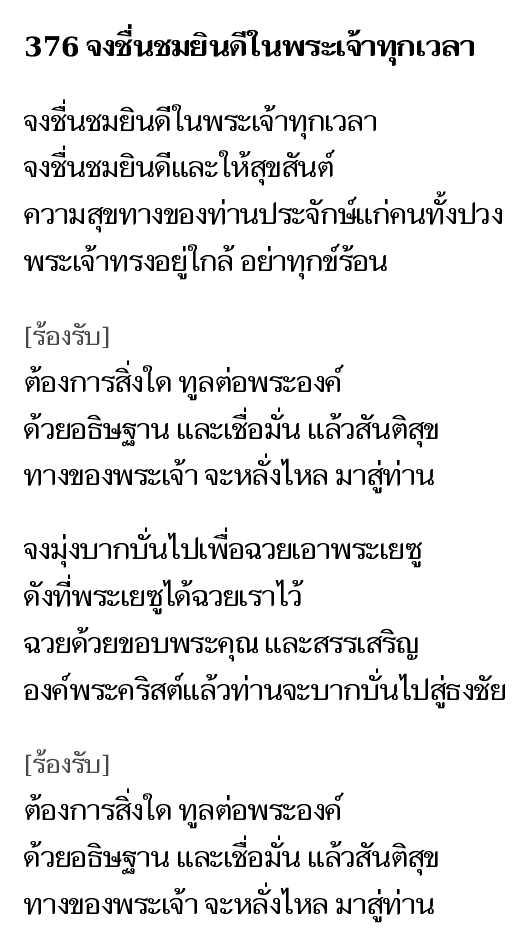 376 จงชื่นชมยินดีในพระเจ้าทุกเวลา
จงชื่นชมยินดีในพระเจ้าทุกเวลา
จงชื่นชมยินดีและให้สุขสันต์
ความสุขทางของท่านประจักษ์แก่คนทั้งปวง
พระเจ้าทรงอยู่ใกล้ อย่าทุกข์ร้อน
[ร้องรับ]
ต้องการสิ่งใด ทูลต่อพระองค์
ด้วยอธิษฐาน และเชื่อมั่น แล้วสันติสุข
ทางของพระเจ้า จะหลั่งไหล มาสู่ท่าน
จงมุ่งบากบั่นไปเพื่อฉวยเอาพระเยซู
ดังที่พระเยซูได้ฉวยเราไว้
ฉวยด้วยขอบพระคุณ และสรรเสริญ
องค์พระคริสต์แล้วท่านจะบากบั่นไปสู่ธงชัย
[ร้องรับ]
ต้องการสิ่งใด ทูลต่อพระองค์
ด้วยอธิษฐาน และเชื่อมั่น แล้วสันติสุข
ทางของพระเจ้า จะหลั่งไหล มาสู่ท่าน